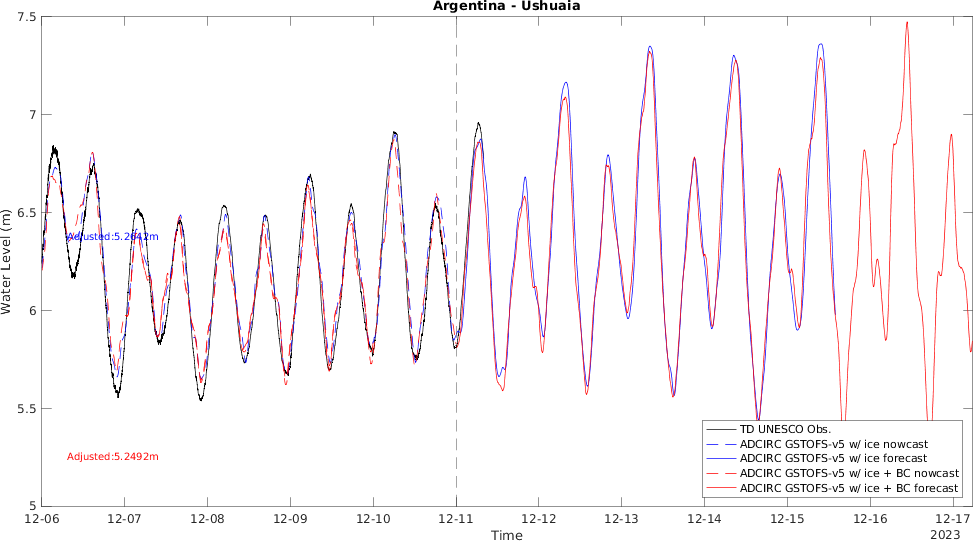 Argentina - Ushuaia
7.5
7
6.5
6
5.5
5
Water Level (m)
Adjusted:5.2642m
Adjusted:5.2492m
TD UNESCO Obs.
ADCIRC GSTOFS-v5 w/ ice nowcast
ADCIRC GSTOFS-v5 w/ ice forecast
ADCIRC GSTOFS-v5 w/ ice + BC nowcast
ADCIRC GSTOFS-v5 w/ ice + BC forecast
12-06 12-07 12-08 12-09 12-10 12-11 12-12 12-13 12-14 12-15 12-16 12-17
Time
2023